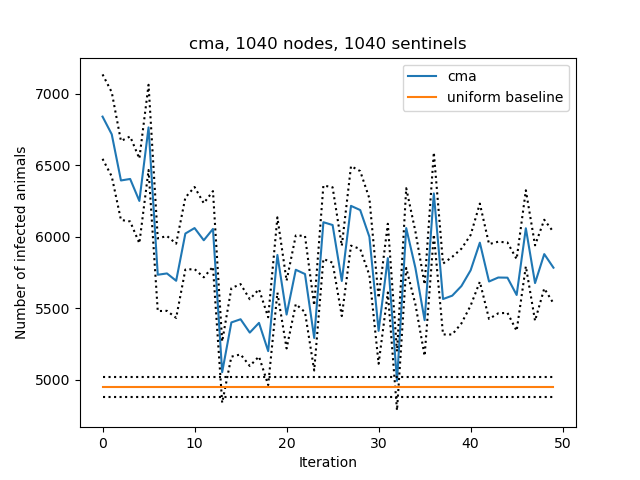 cma, 1040 nodes, 1040 sentinels
cma
uniform baseline
Number of infected animals
7000
6500
6000
5500
5000
0 10 20 30 40 50
Iteration